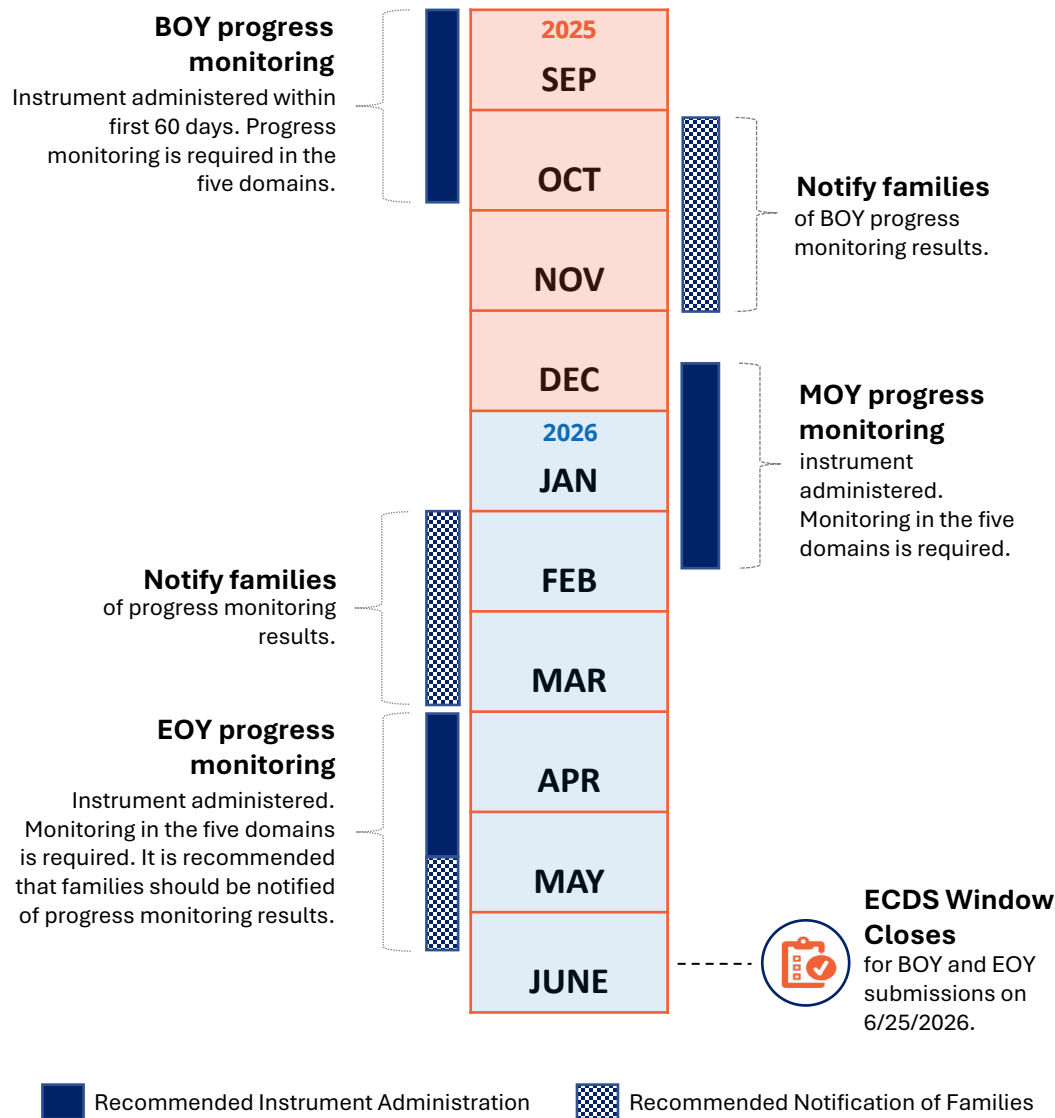 BOY progress
monitoring
Instrument administered within
first 60 days. Progress
monitoring is required in the
five domains.
2025
SEP
OCT
NOV
DEC
2026
JAN
FEB
MAR
APR
MAY
JUNE
Notify families
of BOY progress
monitoring results.
MOY progress
monitoring
instrument
administered.
Monitoring in the five
domains is required.
Notify families
of progress monitoring
results.
EOY progress
monitoring
Instrument administered.
Monitoring in the five domains
is required. It is recommended
that families should be notified
of progress monitoring results.
ECDS Window
Closes
for BOY and EOY
submissions on
6/25/2026.
Recommended Instrument Administration
Recommended Notification of Families